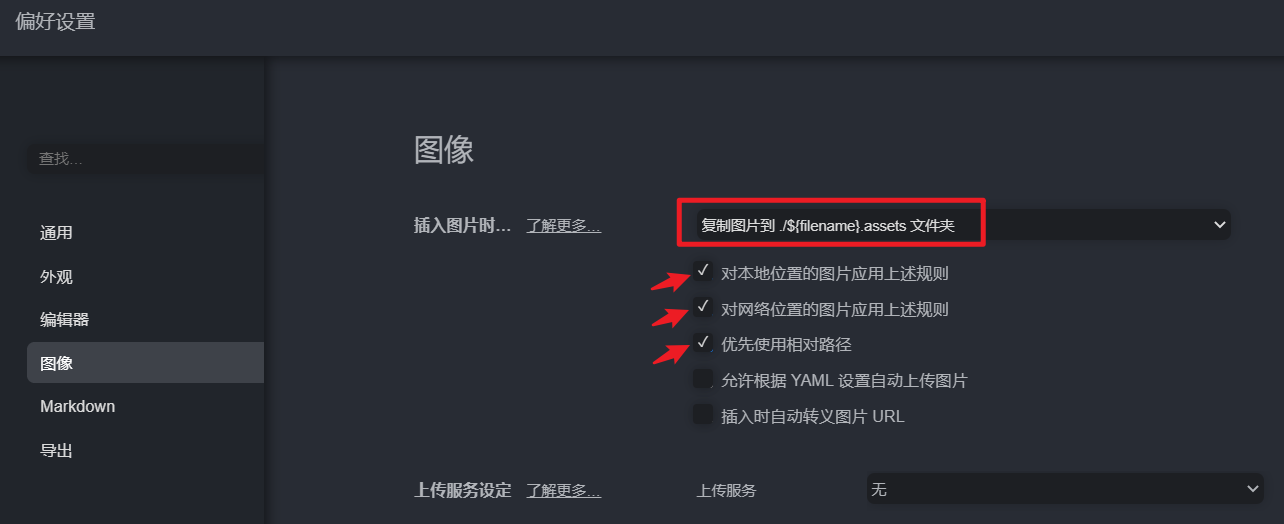 偏好设置
查找...
通用
外观
编辑器
图像
Markdown
导出
图像
插入图片时... 了解更多... 复制图片到 ./${filename}.assets 文件夹
对本地位置的图片应用上述规则
对网络位置的图片应用上述规则
优先使用相对路径
允许根据 YAML 设置自动上传图片
插入时自动转义图片 URL
上传服务设定 了解更多... 上传服务 无